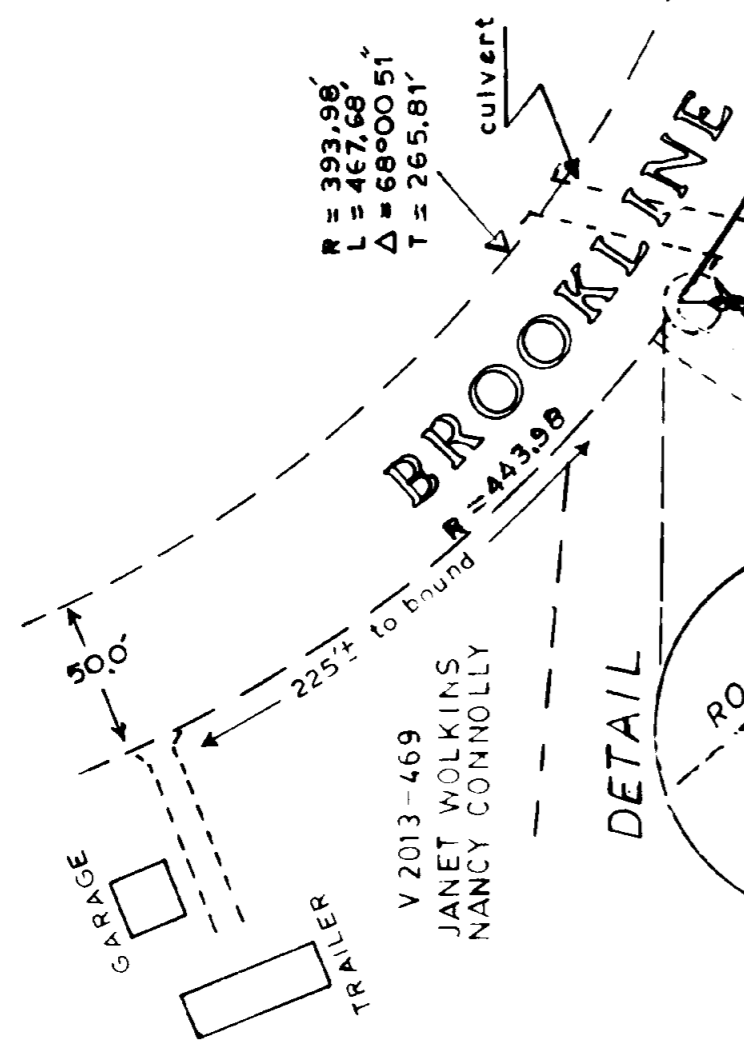 R = 393.98'
L = 467.68'
Δ = 68°00'51"
T = 265.81'
culvert
BROOKLINE
R = 443.98
50.0'
225'± to bound
V 2013-469
JANET WOLKINS
NANCY CONNOLLY
DETAIL
RO
GARAGE
TRAILER